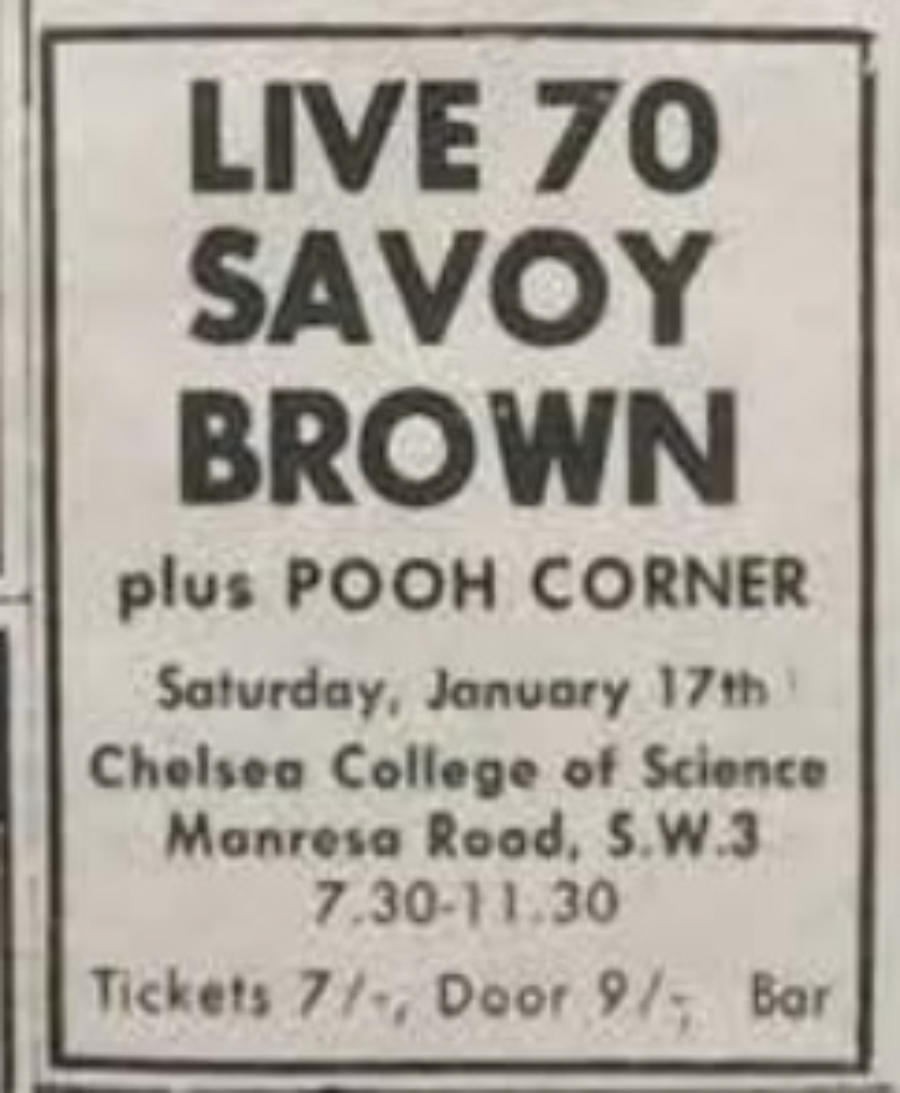 LIVE 70
SAVOY
BROWN
plus POOH CORNER
Saturday, January 17th
Chelsea College of Science
Manresa Road, S.W.3
7.30-11.30
Tickets 7/-, Door 9/-, Bar